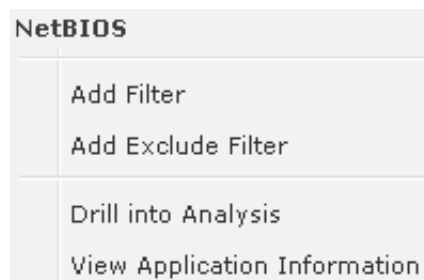 NetBIOS
Add Filter
Add Exclude Filter
Drill into Analysis
View Application Information